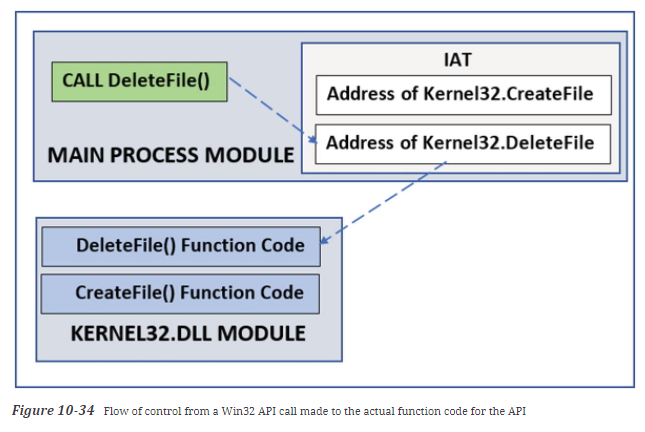 IAT
CALL DeleteFile()
Address of Kernel32.CreateFile
Address of Kernel32.DeleteFile
MAIN PROCESS MODULE
DeleteFile() Function Code
CreateFile() Function Code
KERNEL32.DLL MODULE
Figure 10-34 Flow of control from a Win32 API call made to the actual function code for the API